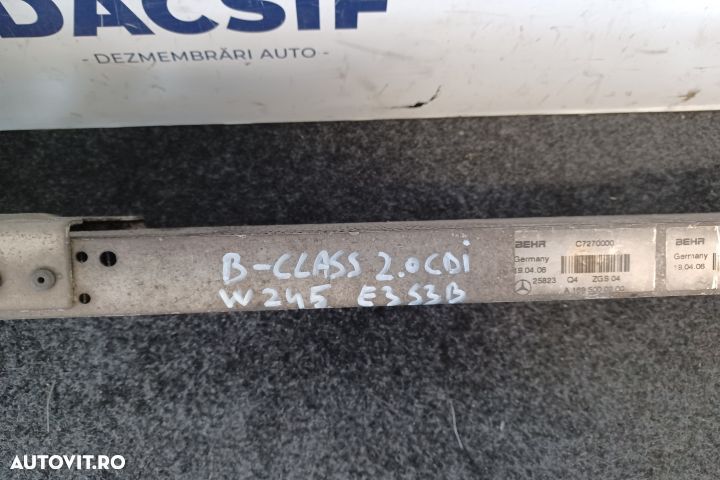 DACSIF
- DEZMEMBRĂRI AUTO -
B-CLASS 2.0CDi
W245 E3S3B
BEHR C7270000
Germany
19.04.06
25823 Q4 ZGS 04
BEHR
Germany
19.04.06
AUTOVIT.RO